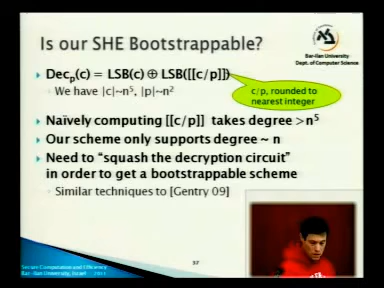 Is our SHE Bootstrappable?
Bar-Ilan University
Dept. of Computer Science
Decp(c) = LSB(c) ⊕ LSB([[c/p]])
We have |c|~n⁵, |p|~n²
c/p, rounded to
nearest integer
Naïvely computing [[c/p]] takes degree >n⁵
Our scheme only supports degree ~ n
Need to "squash the decryption circuit"
in order to get a bootstrappable scheme
Similar techniques to [Gentry 09]
37
Secure Computation and Efficiency
Bar-Ilan University, Israel 2011